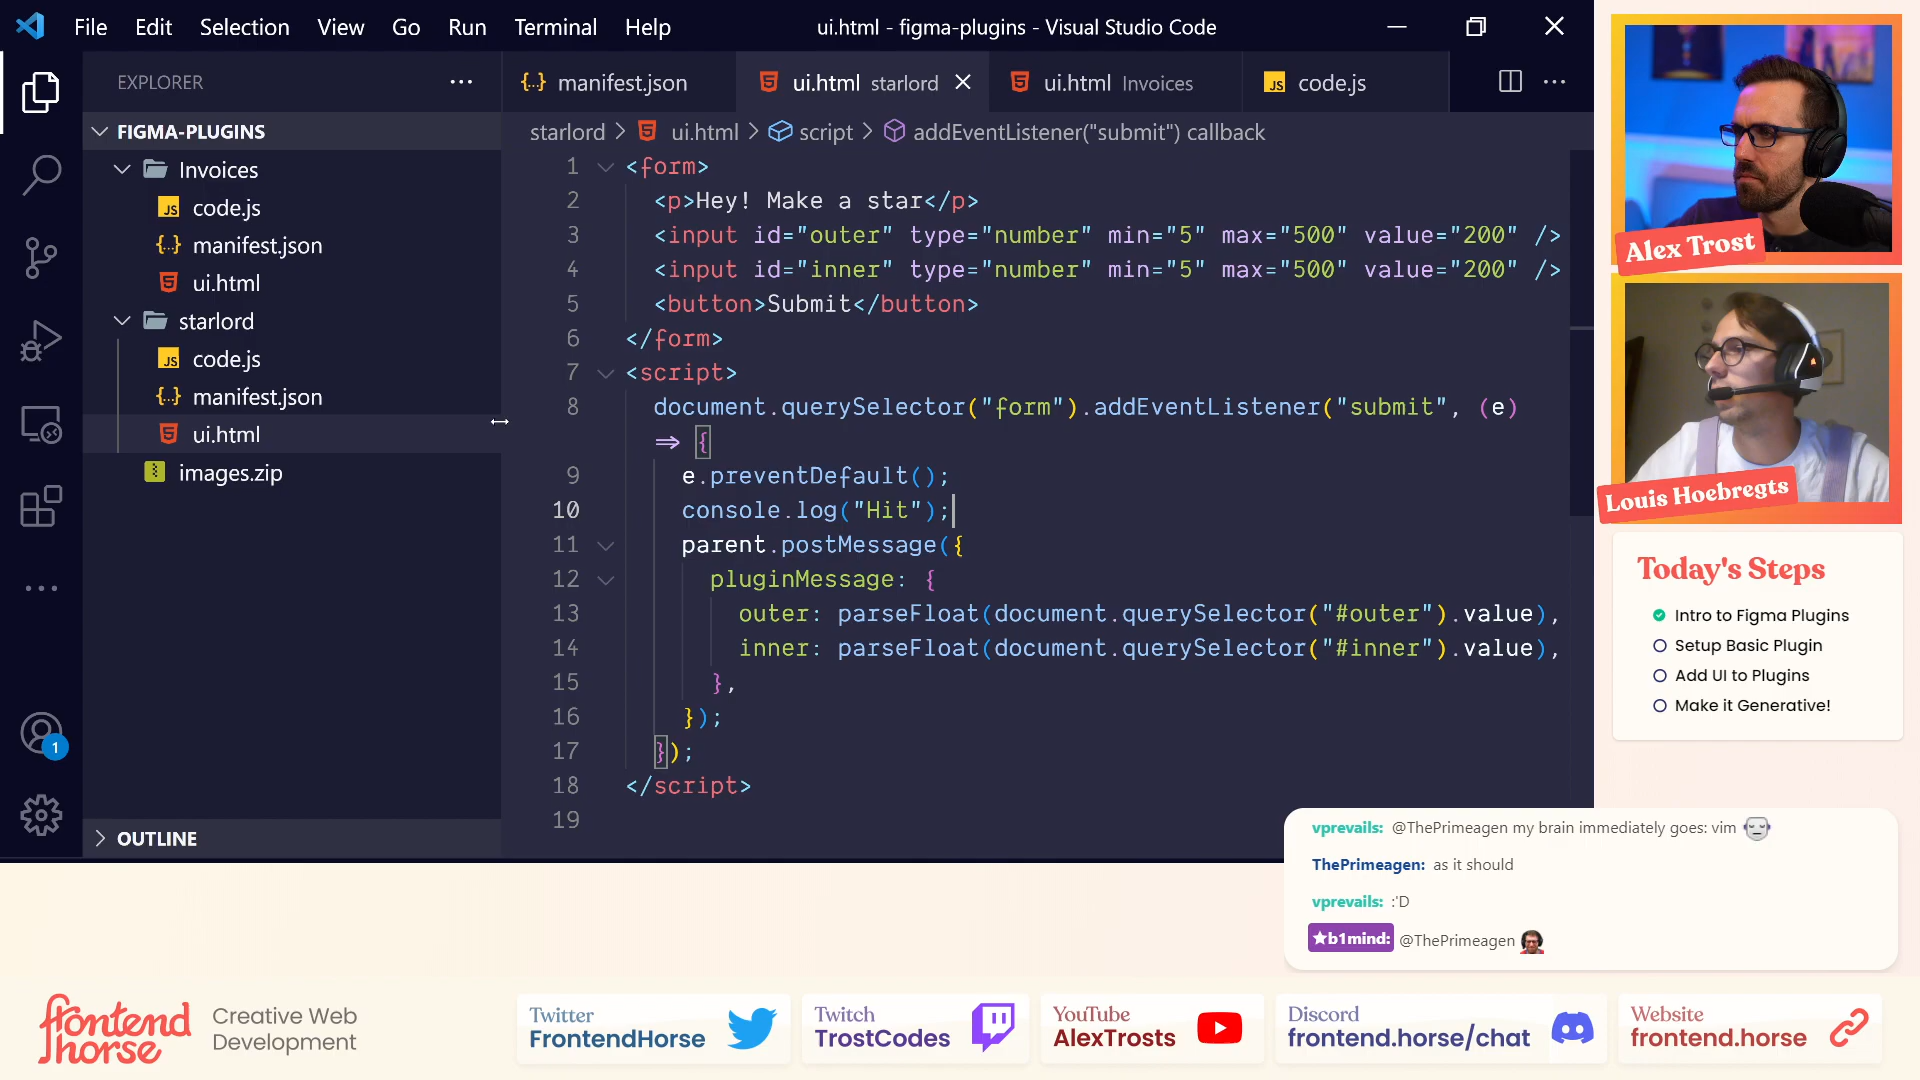 File Edit Selection View Go Run Terminal Help
ui.html - figma-plugins - Visual Studio Code
EXPLORER
FIGMA-PLUGINS
Invoices
code.js
manifest.json
ui.html
starlord
code.js
manifest.json
ui.html
images.zip
OUTLINE
1
manifest.json
ui.html starlord
ui.html Invoices
code.js
starlord > ui.html > script > addEventListener("submit") callback
1 <form>
2 <p>Hey! Make a star</p>
3 <input id="outer" type="number" min="5" max="500" value="200" />
4 <input id="inner" type="number" min="5" max="500" value="200" />
5 <button>Submit</button>
6 </form>
7 <script>
8 document.querySelector("form").addEventListener("submit", (e)
=> {
9 e.preventDefault();
10 console.log("Hit");
11 parent.postMessage({
12 pluginMessage: {
13 outer: parseFloat(document.querySelector("#outer").value),
14 inner: parseFloat(document.querySelector("#inner").value),
15 },
16 });
17 });
18 </script>
19
Alex Trost
Louis Hoebregts
Today's Steps
Intro to Figma Plugins
Setup Basic Plugin
Add UI to Plugins
Make it Generative!
vprevails: @ThePrimeagen my brain immediately goes: vim
ThePrimeagen: as it should
vprevails: :'D
★b1mind: @ThePrimeagen
frontend
horse
Creative Web
Development
Twitter
FrontendHorse
Twitch
TrostCodes
YouTube
AlexTrosts
Discord
frontend.horse/chat
Website
frontend.horse